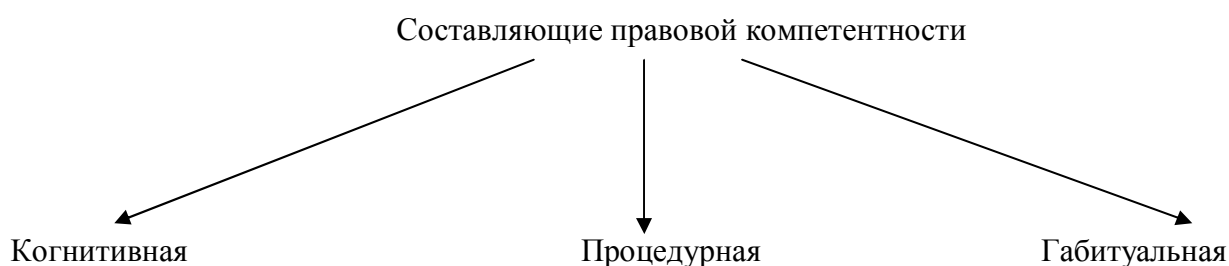 Составляющие правовой компетентности
Когнитивная Процедурная Габитуальная